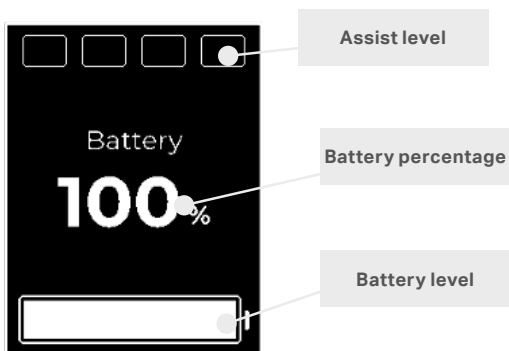 Assist level
Battery
Battery percentage
100%
Battery level